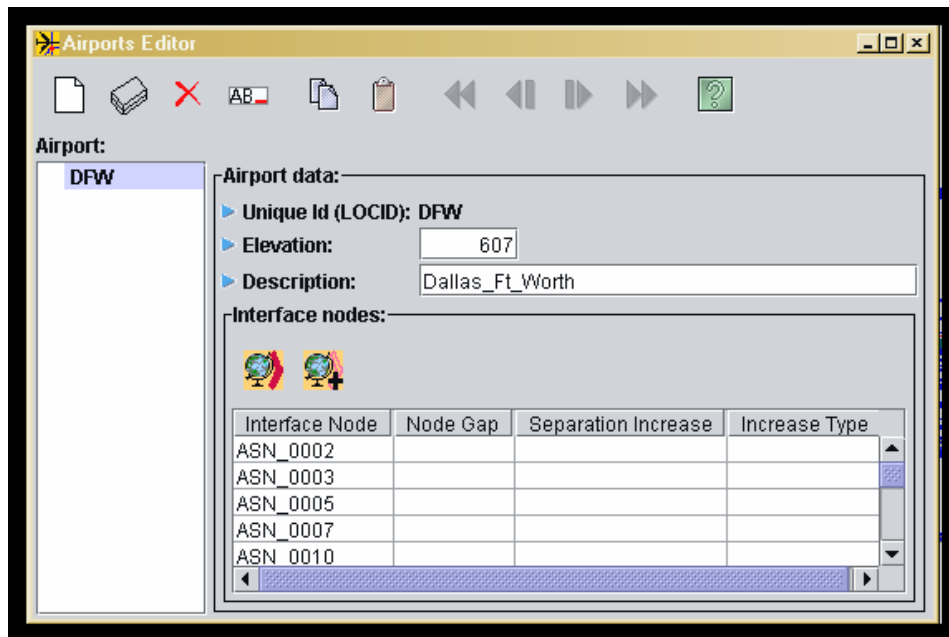 Airports Editor
AB
?
Airport:
DFW
Airport data:
Unique Id (LOCID): DFW
Elevation: 607
Description: Dallas_Ft_Worth
Interface nodes:
Interface Node Node Gap Separation Increase Increase Type
ASN_0002
ASN_0003
ASN_0005
ASN_0007
ASN_0010